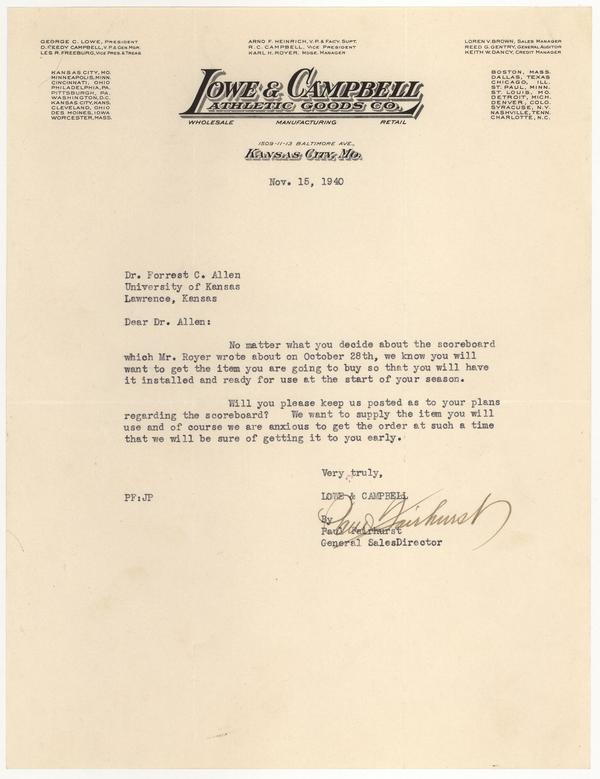 GEORGE C. LOWE, PRESIDENT
D. KEEDY CAMPBELL, V.P. & GEN. MGR.
LES R. FREEBURG, VICE PRES. & TREAS.
ARNO F. HEINRICH, V.P. & FACY. SUPT.
R.C. CAMPBELL, VICE PRESIDENT
KARL H. ROYER, MDSE. MANAGER
LOREN V. BROWN, SALES MANAGER
REED G. GENTRY, GENERAL AUDITOR
KEITH W. DANCY, CREDIT MANAGER
KANSAS CITY, MO.
MINNEAPOLIS, MINN.
CINCINNATI, OHIO
PHILADELPHIA, PA.
PITTSBURGH, PA.
WASHINGTON, D.C.
KANSAS CITY, KANS.
CLEVELAND, OHIO
DES MOINES, IOWA
WORCESTER, MASS.
LOWE & CAMPBELL
ATHLETIC GOODS CO.
WHOLESALE MANUFACTURING RETAIL
BOSTON, MASS.
DALLAS, TEXAS
CHICAGO, ILL.
ST. PAUL, MINN.
ST. LOUIS, MO.
DETROIT, MICH.
DENVER, COLO.
SYRACUSE, N.Y.
NASHVILLE, TENN.
CHARLOTTE, N.C.
1509-11-13 BALTIMORE AVE.,
KANSAS CITY, MO.
Nov. 15, 1940
Dr. Forrest C. Allen
University of Kansas
Lawrence, Kansas
Dear Dr. Allen:
No matter what you decide about the scoreboard
which Mr. Royer wrote about on October 28th, we know you will
want to get the item you are going to buy so that you will have
it installed and ready for use at the start of your season.
Will you please keep us posted as to your plans
regarding the scoreboard? We want to supply the item you will
use and of course we are anxious to get the order at such a time
that we will be sure of getting it to you early.
Very truly,
PF:JP
LOWE & CAMPBELL
By
Paul Fairhurst
Paul Fairhurst
General SalesDirector